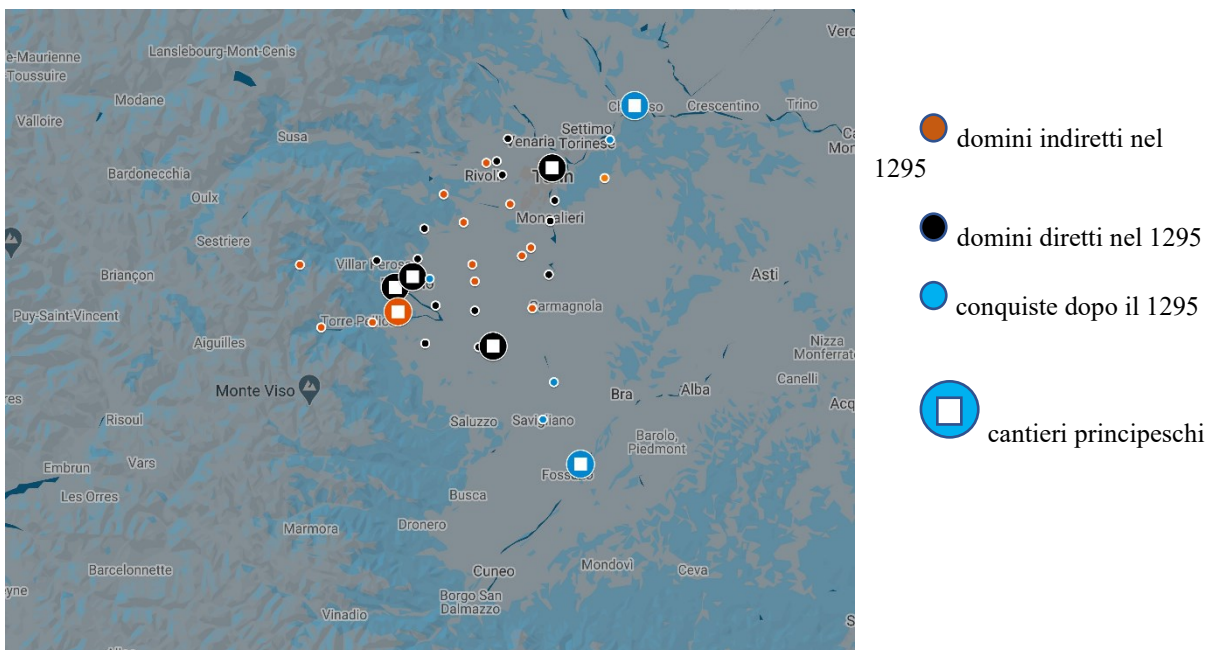 Lanslebourg-Mont-Cenis
e-Maurienne
-Toussuire
Modane
Valloire
Susa
Settimo
Venaria Torinese
Crescentino
Trino
Bardonecchia
Rivoli
Oulx
Moncalieri
Sestriere
Villar Perosa
Briançon
Asti
Puy-Saint-Vincent
Torre Pellice
Carmagnola
Aiguilles
Nizza
Monferrato
Monte Viso
Canelli
Bra
Alba
Acq
Risoul
Saluzzo
Savigliano
Barolo,
Piedmont
Embrun
Vars
Fossano
Les Orres
Busca
Marmora
Dronero
Barcelonnette
Cuneo
Mondovì
Ceva
Borgo San
Dalmazzo
Vinadio
domini indiretti nel
1295
domini diretti nel 1295
conquiste dopo il 1295
cantieri principeschi